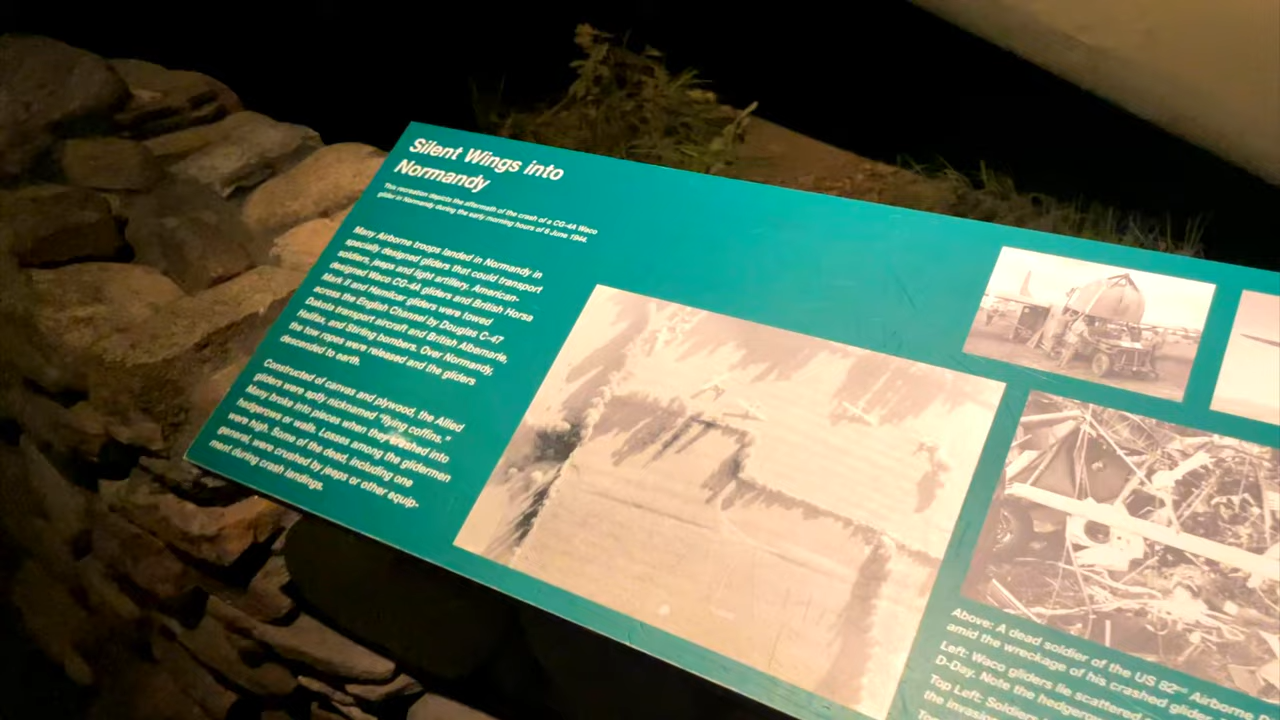 Silent Wings into
Normandy
This recreation depicts the aftermath of the crash of a CG-4A Waco
glider in Normandy during the early morning hours of 6 June 1944.
Many Airborne troops landed in Normandy in
specially designed gliders that could transport
soldiers, jeeps and light artillery. American-
designed Waco CG-4A gliders and British Horsa
Mark II and Hamilcar gliders were towed
across the English Channel by Douglas C-47
Dakota transport aircraft and British Albemarle,
Halifax, and Stirling bombers. Over Normandy,
the tow ropes were released and the gliders
descended to earth.
Constructed of canvas and plywood, the Allied
gliders were aptly nicknamed "flying coffins."
Many broke into pieces when they crashed into
hedgerows or walls. Losses among the glidermen
were high. Some of the dead, including one
general, were crushed by jeeps or other equip-
ment during crash landings.
Above: A dead soldier of the US 82nd Airborne
amid the wreckage of his crashed
Left: Waco gliders lie scattered
D-Day. Note the
Top Left: Soldiers
the invasion